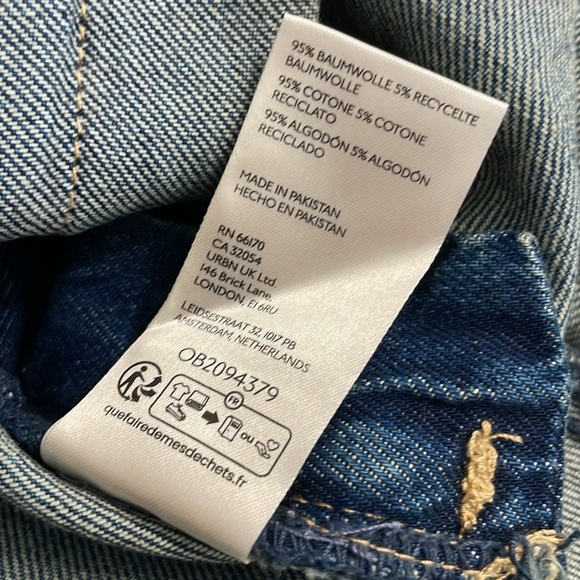 95% BAUMWOLLE 5% RECYCELTE
BAUMWOLLE
95% COTONE 5% COTONE
RECICLATO
95% ALGODÓN 5% ALGODÓN
RECICLADO
MADE IN PAKISTAN
HECHO EN PAKISTAN
RN 66170
CA 32054
URBN UK Ltd.
146 Brick Lane,
LONDON, E1 6RU
LEIDSESTRAAT 32, 1017 PB
AMSTERDAM, NETHERLANDS
OB2094379
FR
OU
quefairedemesdechets.fr